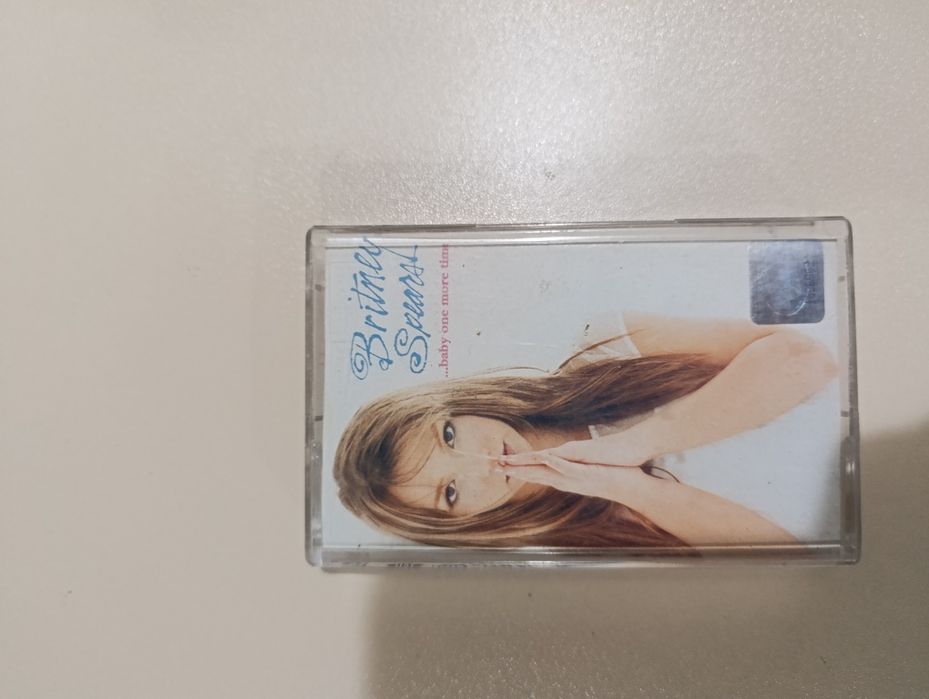 Britney
Spears
...baby one more time